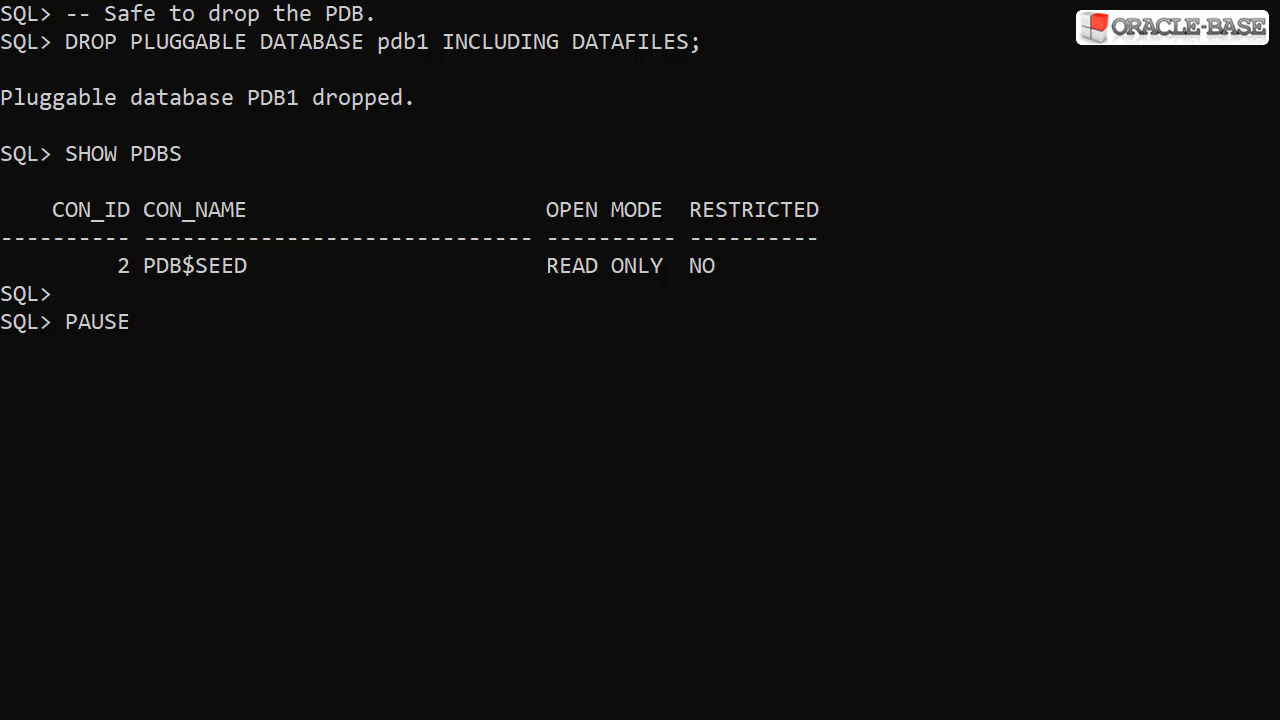 SQL> -- Safe to drop the PDB.
SQL> DROP PLUGGABLE DATABASE pdb1 INCLUDING DATAFILES;
Pluggable database PDB1 dropped.
SQL> SHOW PDBS
CON_ID CON_NAME OPEN MODE RESTRICTED
---------- ------------------------------ ---------- ----------
2 PDB$SEED READ ONLY NO
SQL>
SQL> PAUSE
ORACLE-BASE